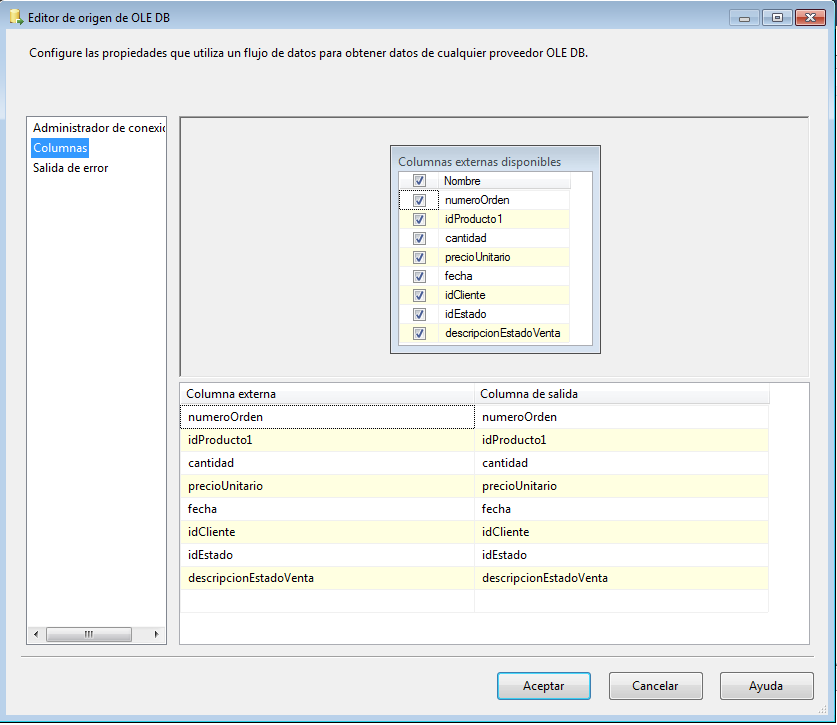 Editor de origen de OLE DB
Configure las propiedades que utiliza un flujo de datos para obtener datos de cualquier proveedor OLE DB.
Administrador de conexic
Columnas
Salida de error
Columnas externas disponibles
Nombre
numeroOrden
idProducto1
cantidad
precioUnitario
fecha
idCliente
idEstado
descripcionEstadoVenta
Columna externa Columna de salida
numeroOrden numeroOrden
idProducto1 idProducto1
cantidad cantidad
precioUnitario precioUnitario
fecha fecha
idCliente idCliente
idEstado idEstado
descripcionEstadoVenta descripcionEstadoVenta
Aceptar Cancelar Ayuda